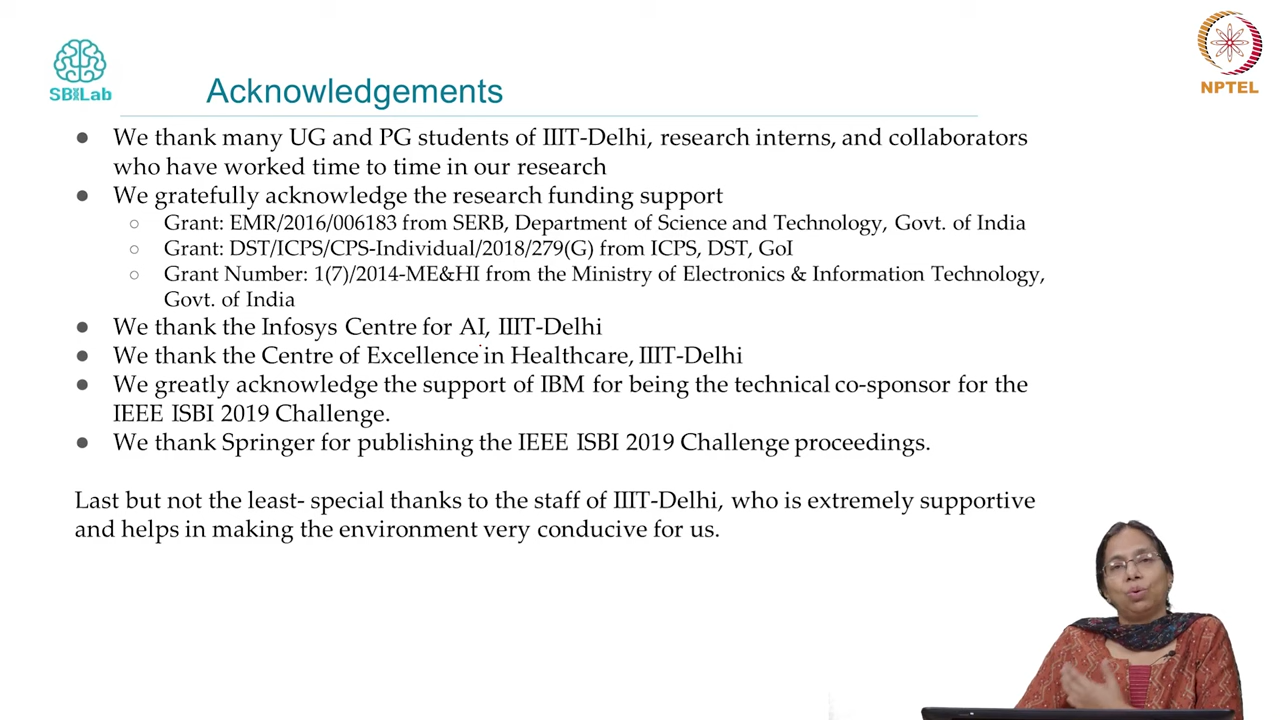 SBILab
NPTEL
Acknowledgements
● We thank many UG and PG students of IIIT-Delhi, research interns, and collaborators
who have worked time to time in our research
● We gratefully acknowledge the research funding support
○ Grant: EMR/2016/006183 from SERB, Department of Science and Technology, Govt. of India
○ Grant: DST/ICPS/CPS-Individual/2018/279(G) from ICPS, DST, GoI
○ Grant Number: 1(7)/2014-ME&HI from the Ministry of Electronics & Information Technology,
Govt. of India
● We thank the Infosys Centre for AI, IIIT-Delhi
● We thank the Centre of Excellence in Healthcare, IIIT-Delhi
● We greatly acknowledge the support of IBM for being the technical co-sponsor for the
IEEE ISBI 2019 Challenge.
● We thank Springer for publishing the IEEE ISBI 2019 Challenge proceedings.
Last but not the least- special thanks to the staff of IIIT-Delhi, who is extremely supportive
and helps in making the environment very conducive for us.